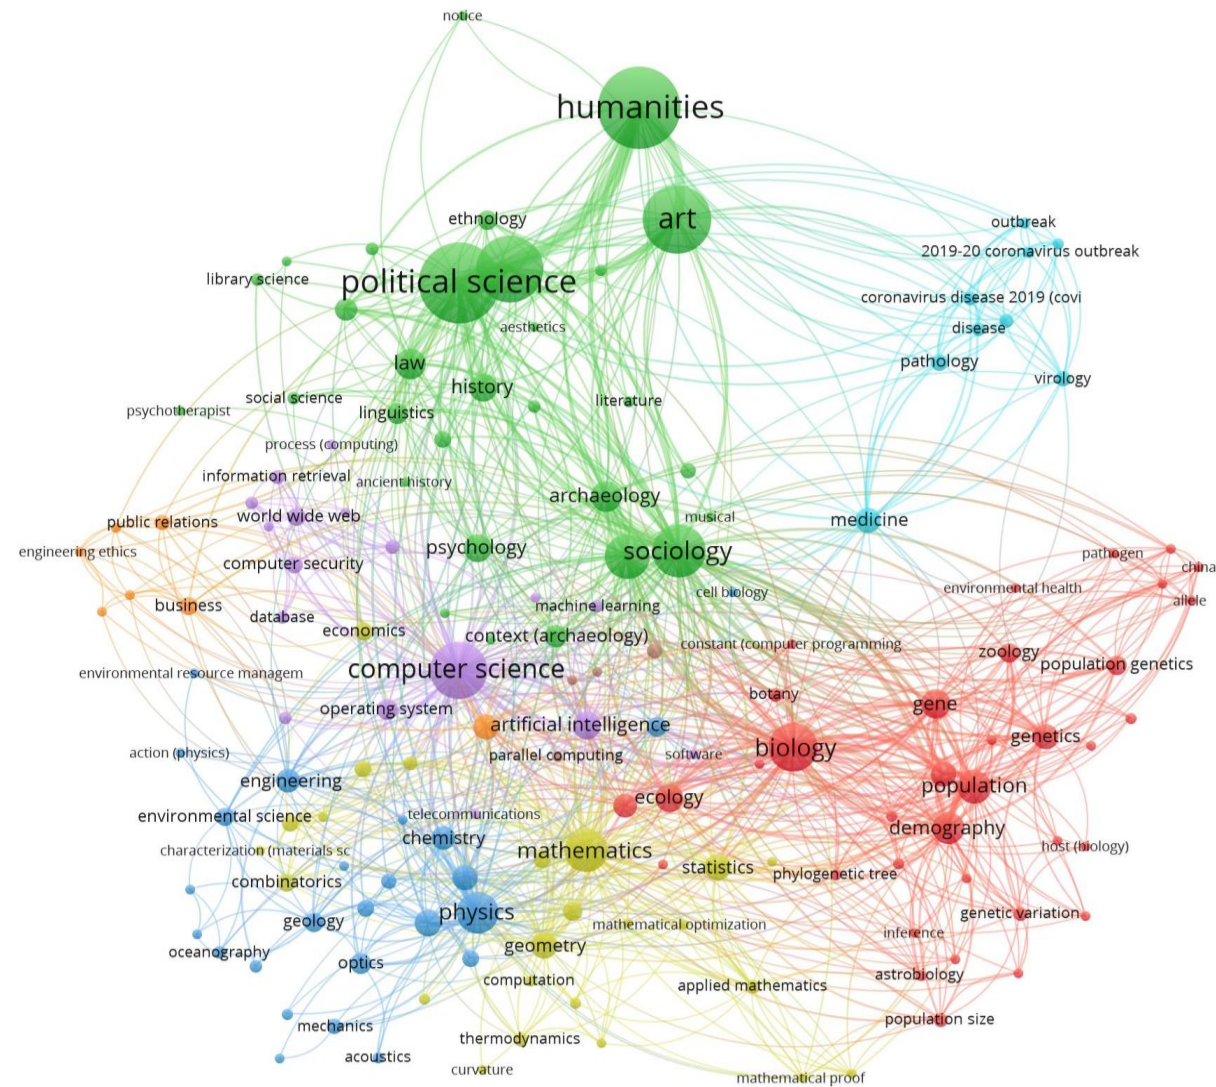 notice
humanities
ethnology
art
outbreak
2019-20 coronavirus outbreak
library science
political science
coronavirus disease 2019 (covi
aesthetics
disease
law
pathology
history
virology
social science
literature
psychotherapist
linguistics
process (computing)
information retrieval
ancient history
archaeology
public relations
world wide web
musical
medicine
engineering ethics
psychology
sociology
pathogen
computer security
china
cell biology
environmental health
allele
business
machine learning
database
economics
context (archaeology)
constant (computer programming
zoology
population genetics
environmental resource managem
computer science
botany
gene
operating system
artificial intelligence
genetics
action (physics)
parallel computing
software
biology
engineering
population
ecology
environmental science
telecommunications
demography
chemistry
host (biology)
characterization (materials sc
mathematics
combinatorics
statistics
phylogenetic tree
geology
physics
genetic variation
mathematical optimization
inference
oceanography
geometry
optics
computation
astrobiology
applied mathematics
mechanics
population size
thermodynamics
acoustics
curvature
mathematical proof